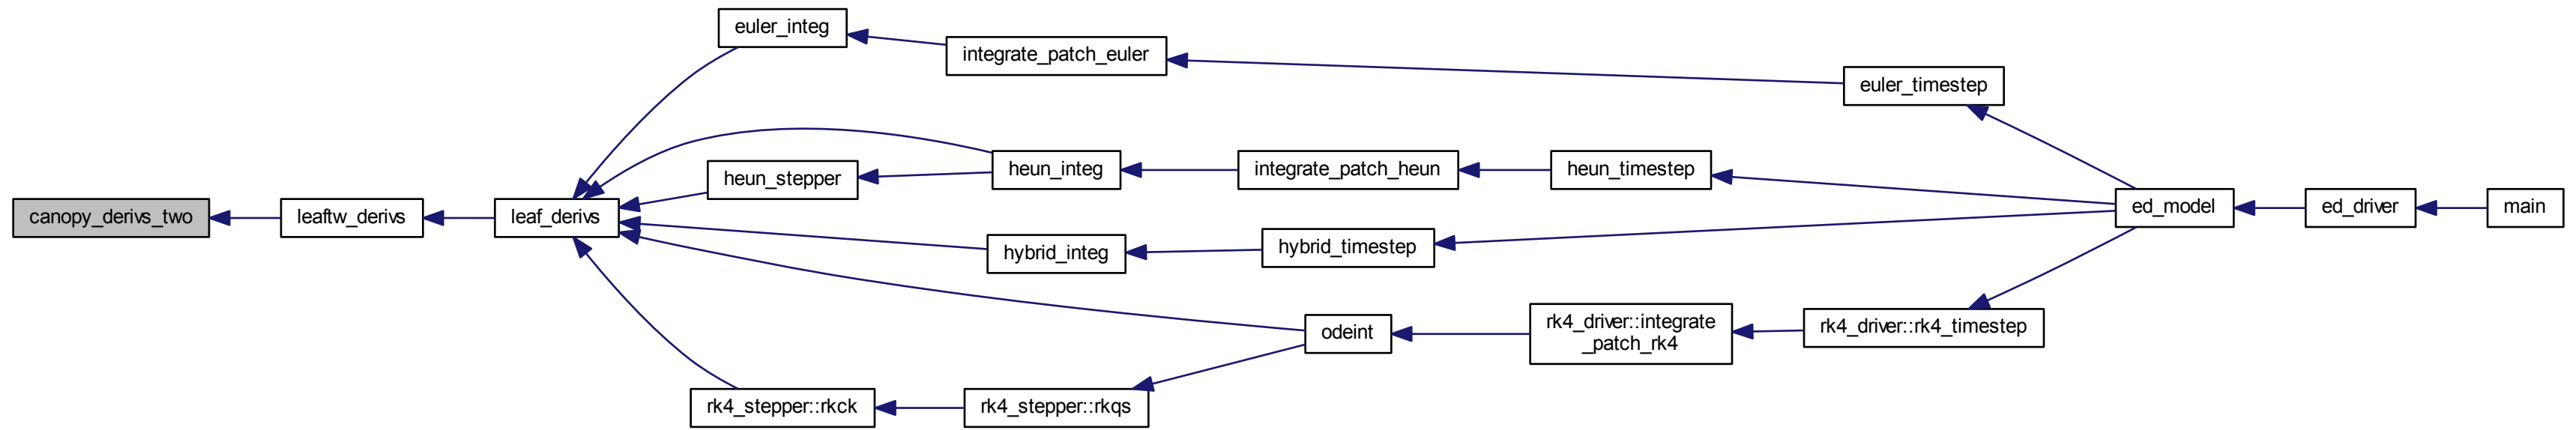 euler_integ
integrate_patch_euler
euler_timestep
heun_stepper
heun_integ
integrate_patch_heun
heun_timestep
canopy_derivs_two
leaftw_derivs
leaf_derivs
ed_model
ed_driver
main
hybrid_integ
hybrid_timestep
odeint
rk4_driver::integrate
_patch_rk4
rk4_driver::rk4_timestep
rk4_stepper::rkck
rk4_stepper::rkqs